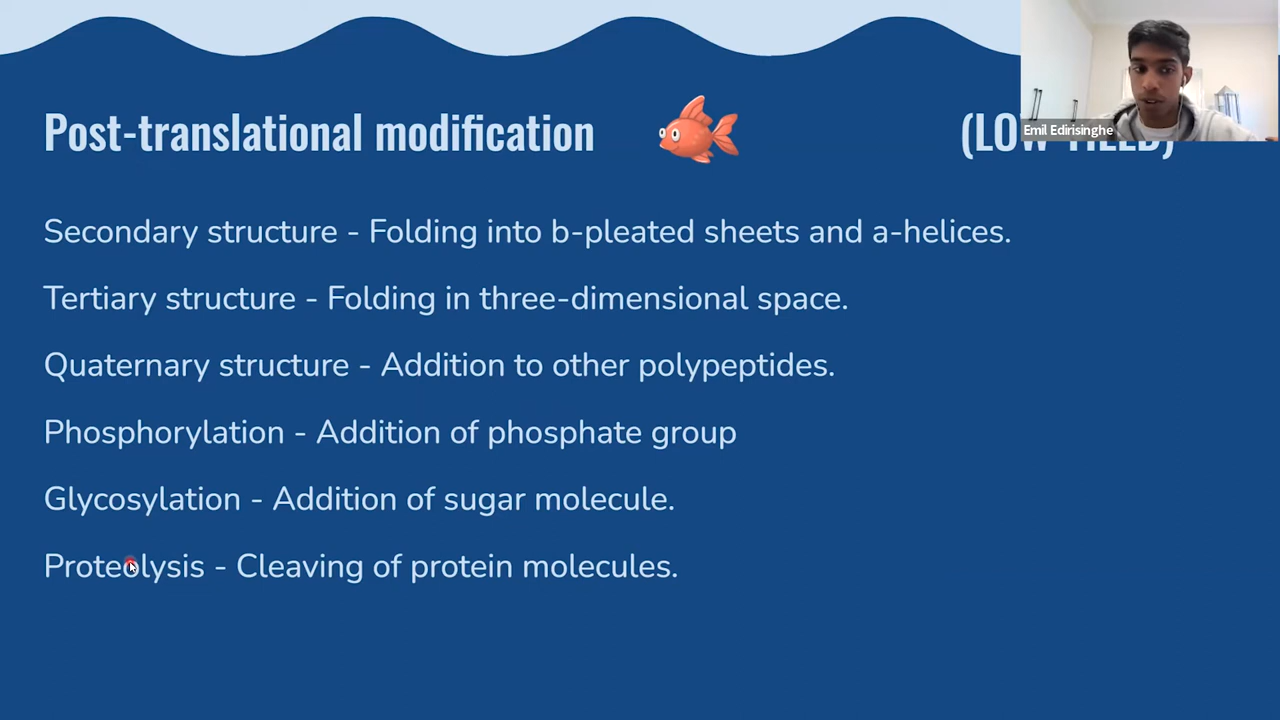 Post-translational modification
Emil Edirisinghe
Secondary structure - Folding into b-pleated sheets and a-helices.
Tertiary structure - Folding in three-dimensional space.
Quaternary structure - Addition to other polypeptides.
Phosphorylation - Addition of phosphate group
Glycosylation - Addition of sugar molecule.
Proteolysis - Cleaving of protein molecules.